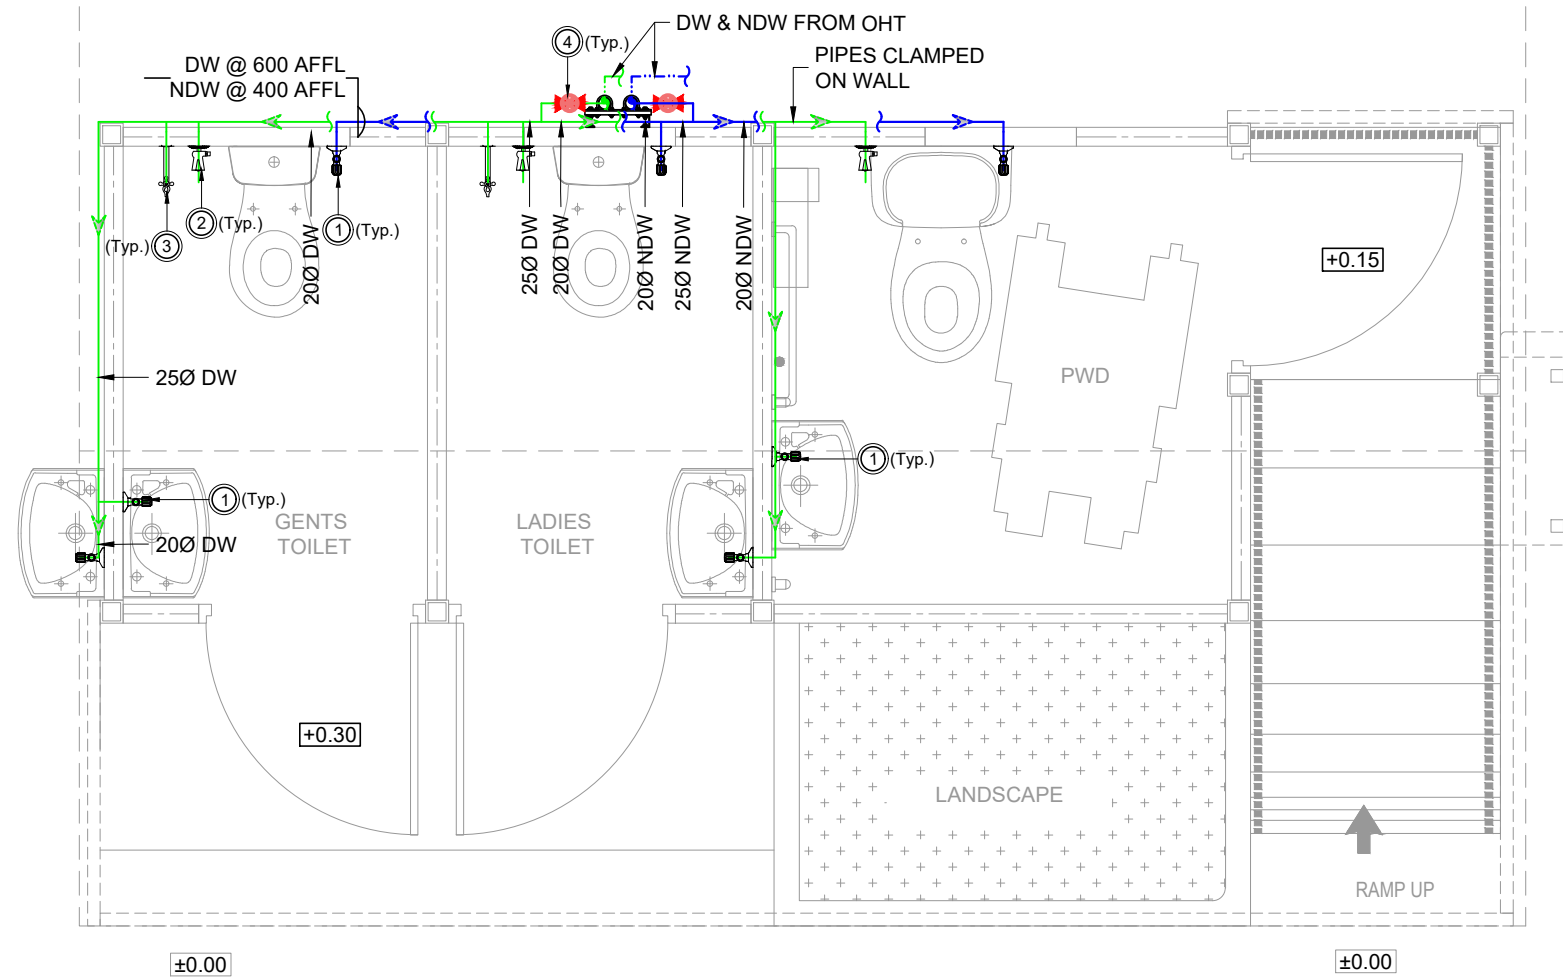 DW & NDW FROM OHT
4 (Typ.)
DW @ 600 AFFL
NDW @ 400 AFFL
PIPES CLAMPED
ON WALL
(Typ.) 3
2 (Typ.)
20Ø DW
1 (Typ.)
25Ø DW
20Ø DW
20Ø NDW
25Ø NDW
20Ø NDW
+0.15
25Ø DW
PWD
1 (Typ.)
1 (Typ.)
20Ø DW
GENTS
TOILET
LADIES
TOILET
+0.30
LANDSCAPE
RAMP UP
±0.00
±0.00